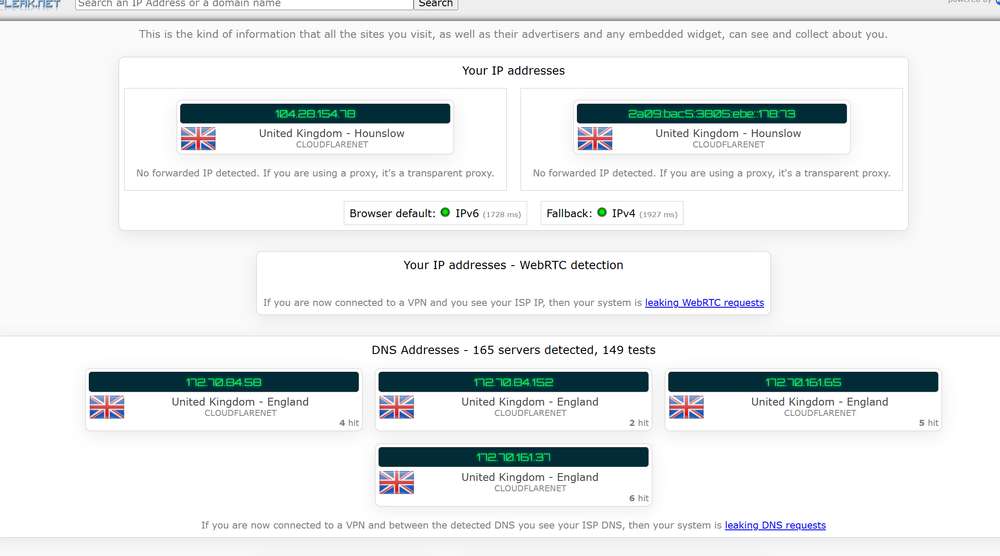 PLEAK.NET
Search an IP Address or a domain name
Search
powered by
This is the kind of information that all the sites you visit, as well as their advertisers and any embedded widget, can see and collect about you.
Your IP addresses
104.28.154.78
United Kingdom - Hounslow
CLOUDFLARENET
No forwarded IP detected. If you are using a proxy, it's a transparent proxy.
2a09:bac5:3805:ebe::178:73
United Kingdom - Hounslow
CLOUDFLARENET
No forwarded IP detected. If you are using a proxy, it's a transparent proxy.
Browser default: IPv6 (1728 ms)
Fallback: IPv4 (1927 ms)
Your IP addresses - WebRTC detection
If you are now connected to a VPN and you see your ISP IP, then your system is leaking WebRTC requests
DNS Addresses - 165 servers detected, 149 tests
172.70.84.58
United Kingdom - England
CLOUDFLARENET
4 hit
172.70.84.152
United Kingdom - England
CLOUDFLARENET
2 hit
172.70.161.65
United Kingdom - England
CLOUDFLARENET
5 hit
172.70.161.37
United Kingdom - England
CLOUDFLARENET
6 hit
If you are now connected to a VPN and between the detected DNS you see your ISP DNS, then your system is leaking DNS requests